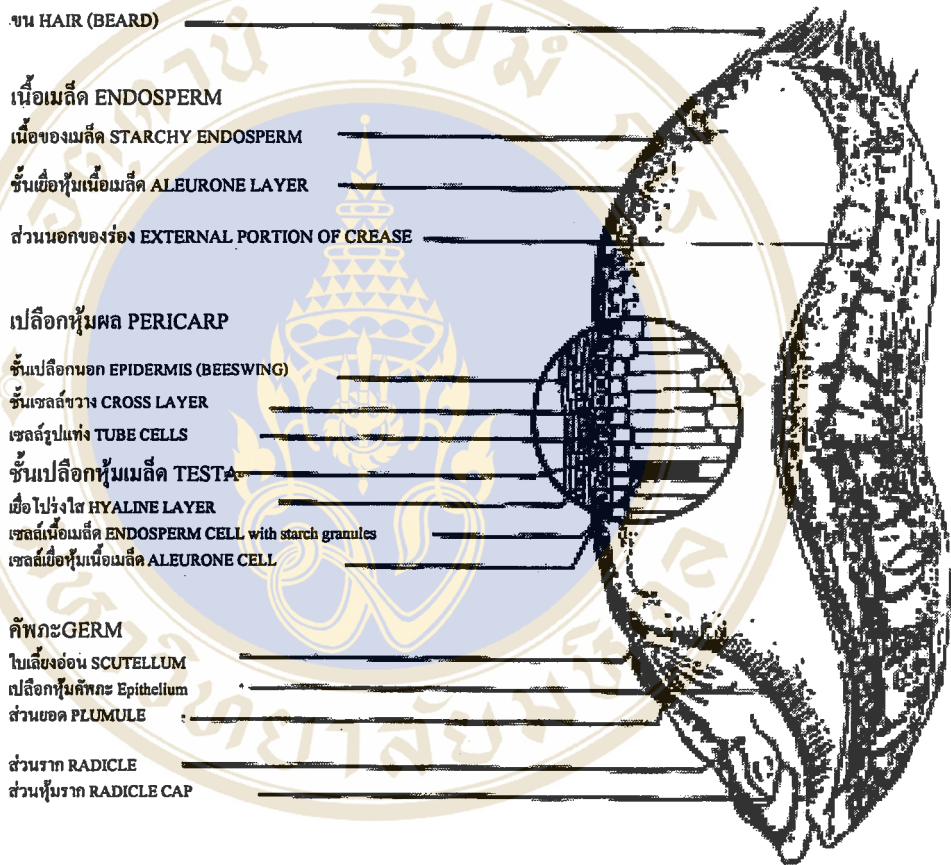 ขน HAIR (BEARD)
เนื้อเมล็ด ENDOSPERM
เนื้อของเมล็ด STARCHY ENDOSPERM
ชั้นเยื่อหุ้มเนื้อเมล็ด ALEURONE LAYER
ส่วนนอกของร่อง EXTERNAL PORTION OF CREASE
เปลือกหุ้มผล PERICARP
ชั้นเปลือกนอก EPIDERMIS (BEESWING)
ชั้นเซลล์ขวาง CROSS LAYER
เซลล์รูปแท่ง TUBE CELLS
ชั้นเปลือกหุ้มเมล็ด TESTA
เยื่อโปร่งใส HYALINE LAYER
เซลล์เนื้อเมล็ด ENDOSPERM CELL with starch granules
เซลล์เยื่อหุ้มเนื้อเมล็ด ALEURONE CELL
คัพภะGERM
ใบเลี้ยงอ่อน SCUTELLUM
เปลือกหุ้มคัพภะ Epithelium
ส่วนยอด PLUMULE
ส่วนราก RADICLE
ส่วนหุ้มราก RADICLE CAP